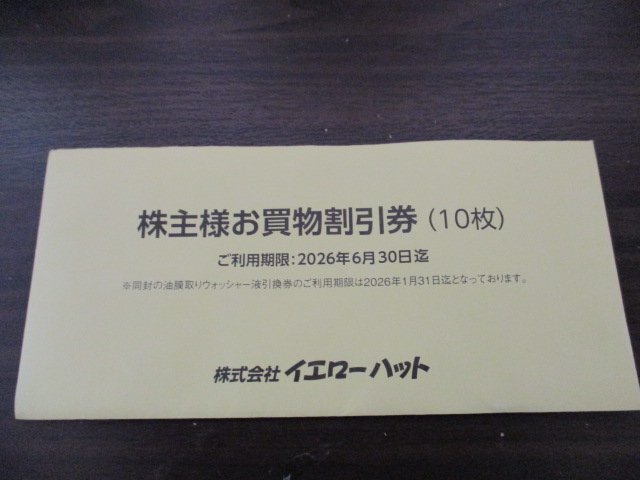 株主様お買物割引券（10枚）
ご利用期限：2026年6月30日迄
※同封の油膜取りウォッシャー液引換券のご利用期限は2026年1月31日迄となっております。
株式会社イエローハット